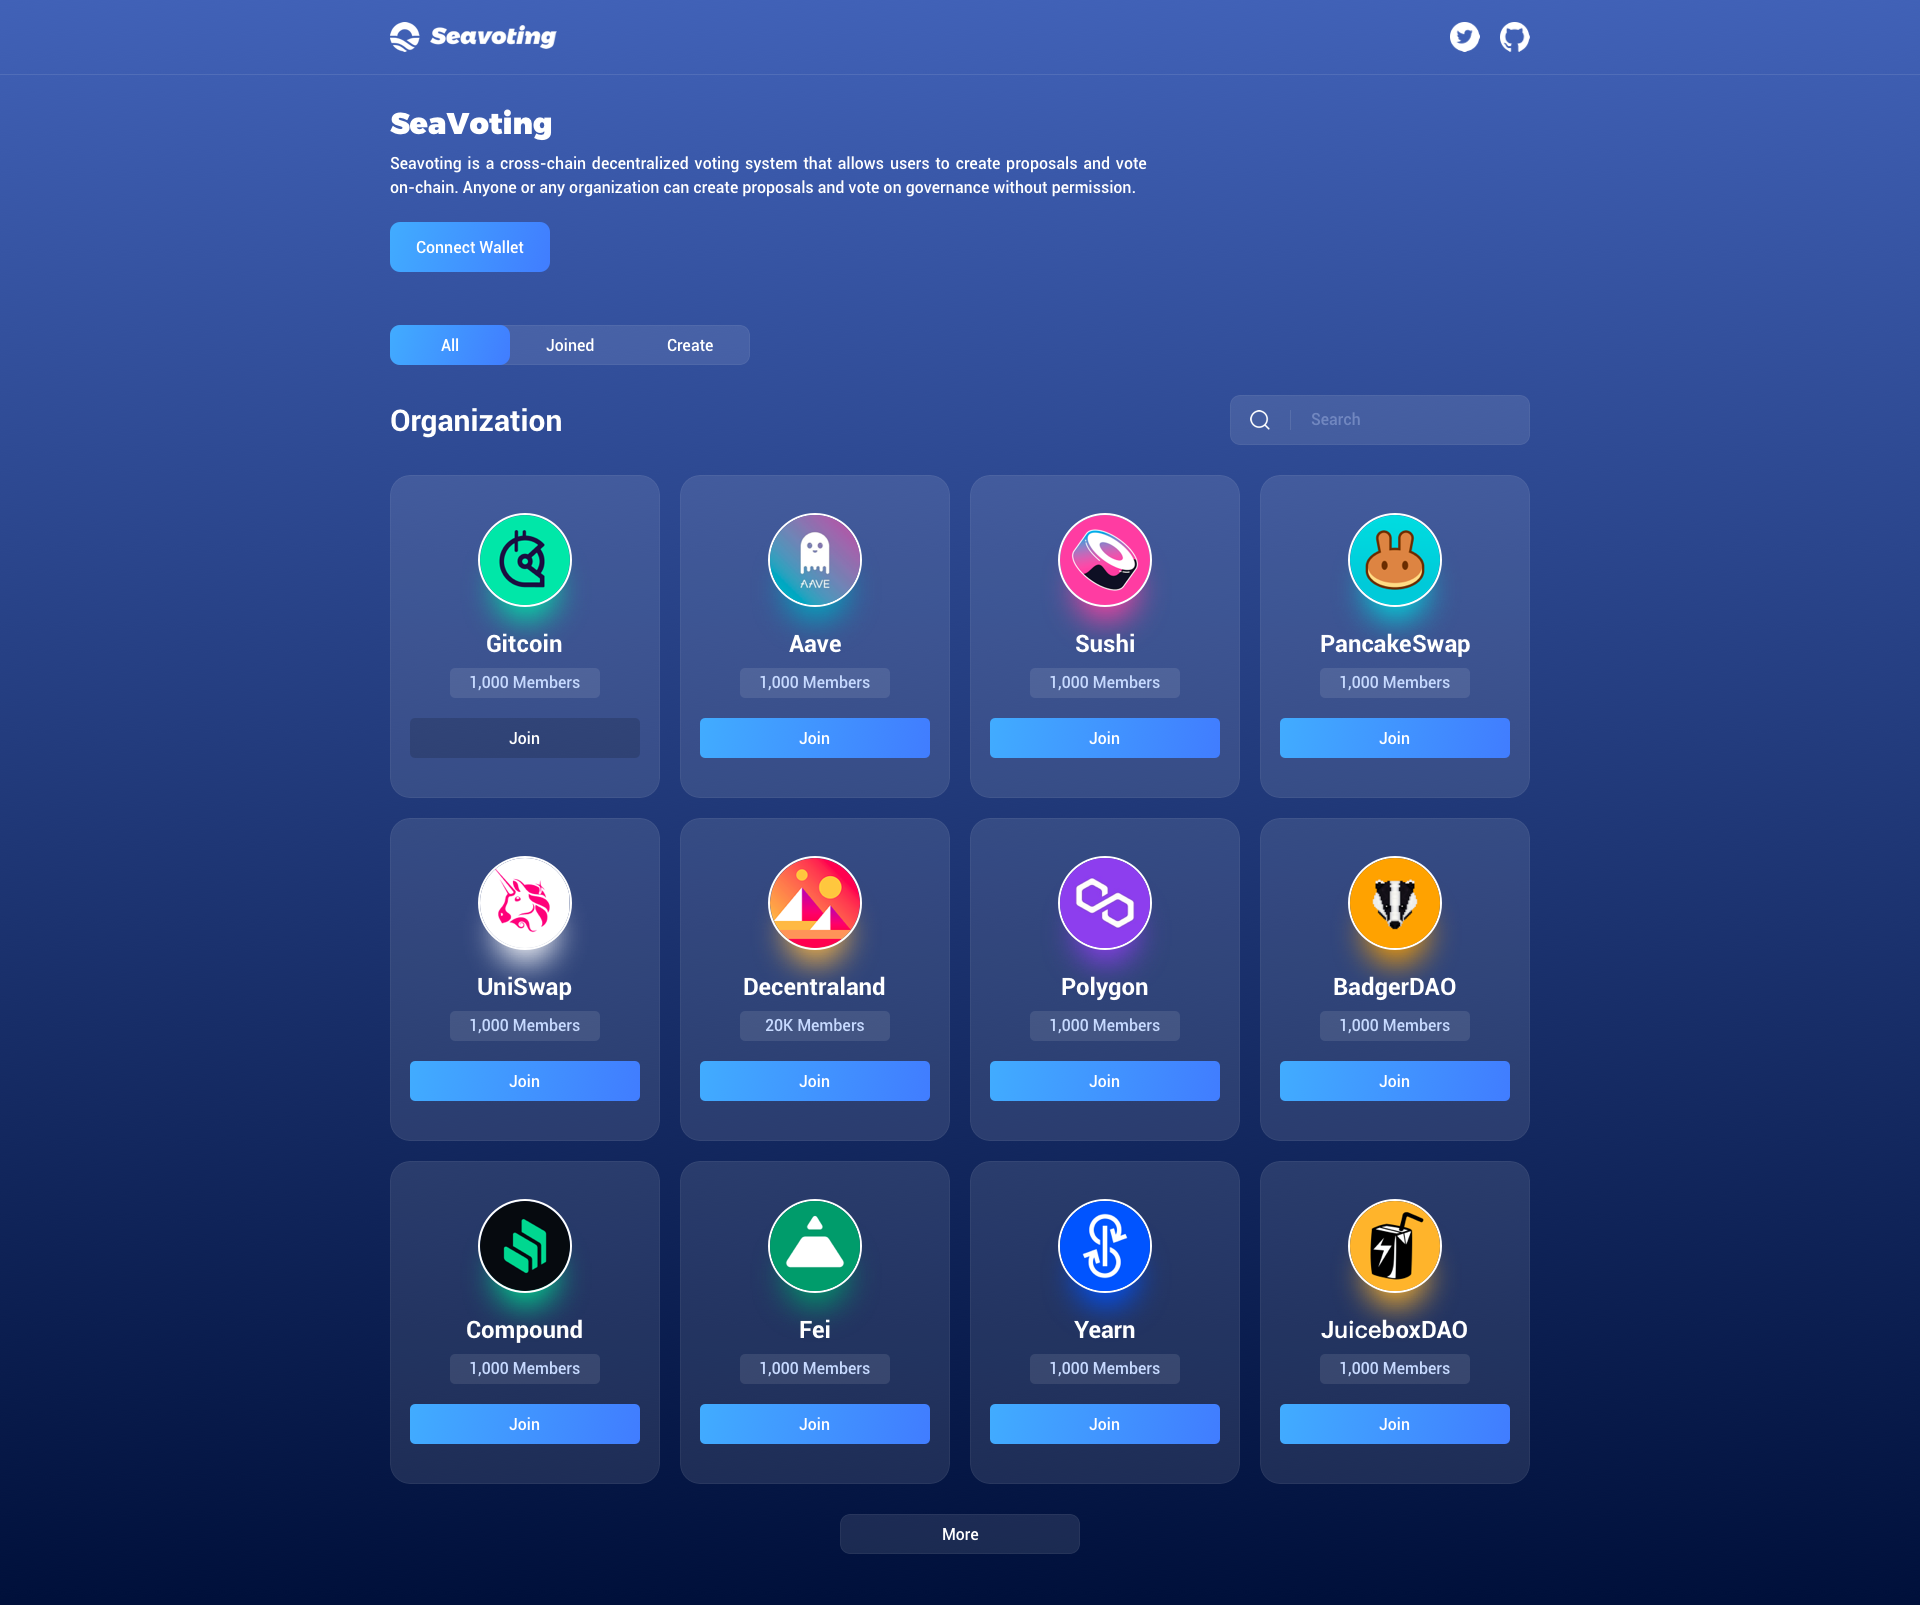 Seavoting
SeaVoting
Seavoting is a cross-chain decentralized voting system that allows users to create proposals and vote
on-chain. Anyone or any organization can create proposals and vote on governance without permission.
Connect Wallet
All Joined Create
Organization
Search
AAVE
Gitcoin Aave Sushi PancakeSwap
1,000 Members 1,000 Members 1,000 Members 1,000 Members
Join Join Join Join
UniSwap Decentraland Polygon BadgerDAO
1,000 Members 20K Members 1,000 Members 1,000 Members
Join Join Join Join
Compound Fei Yearn JuiceboxDAO
1,000 Members 1,000 Members 1,000 Members 1,000 Members
Join Join Join Join
More